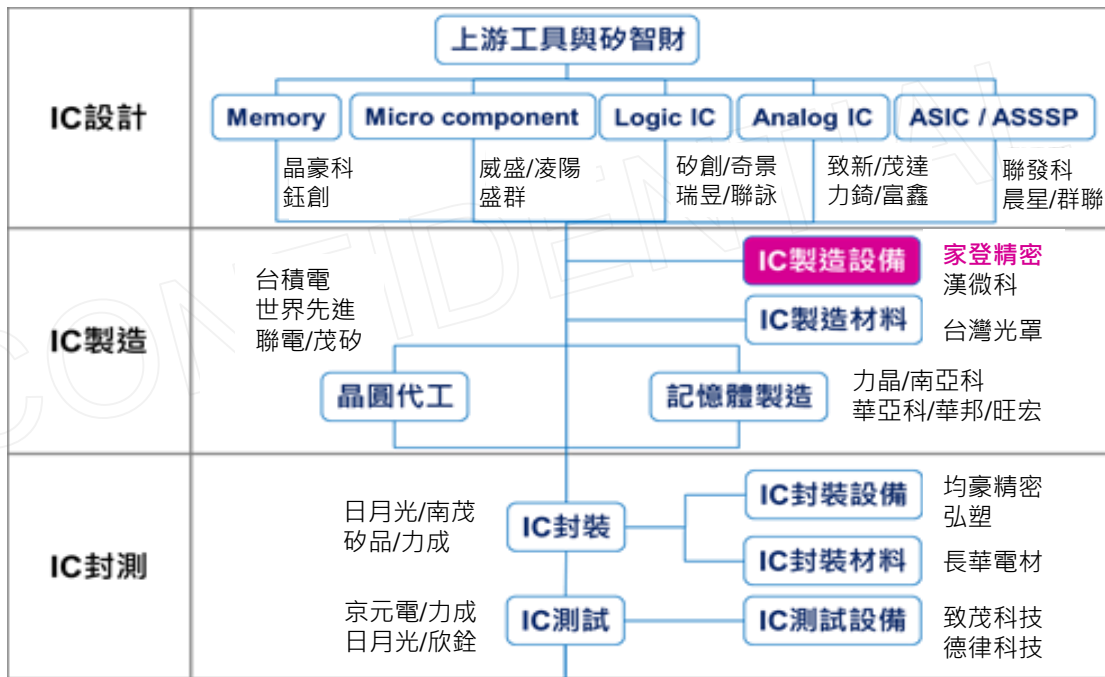 上游工具與矽智財
IC設計
Memory
Micro component
Logic IC
Analog IC
ASIC / ASSSP
晶豪科
鈺創
威盛/凌陽
盛群
矽創/奇景
瑞昱/聯詠
致新/茂達
力錡/富鑫
聯發科
晨星/群聯
IC製造
台積電
世界先進
聯電/茂矽
IC製造設備
家登精密
漢微科
IC製造材料
台灣光罩
晶圓代工
記憶體製造
力晶/南亞科
華亞科/華邦/旺宏
IC封測
日月光/南茂
矽品/力成
IC封裝
IC封裝設備
均豪精密
弘塑
IC封裝材料
長華電材
京元電/力成
日月光/欣銓
IC測試
IC測試設備
致茂科技
德律科技
CONFIDENTIAL